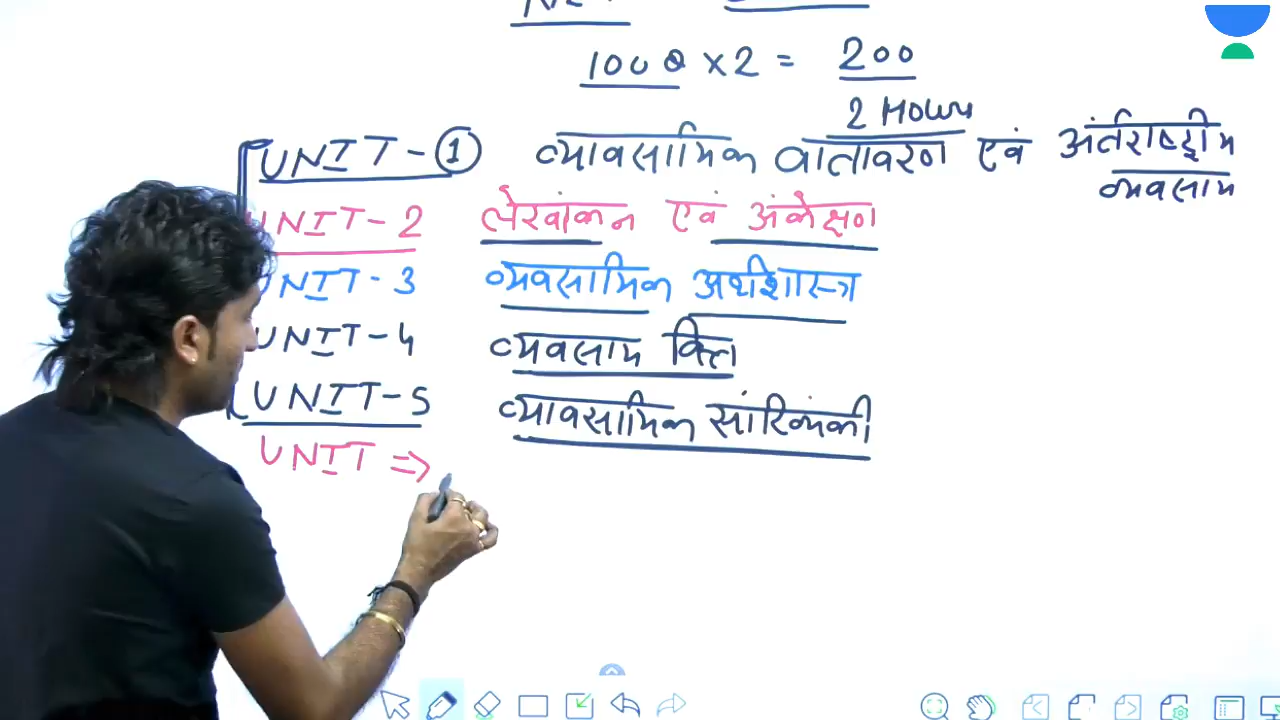 100 Q × 2 = 200
2 Hours
UNIT - 1 व्यावसायिक वातावरण एवं अंर्तराष्ट्रीय
व्यवसाय
UNIT - 2 लेखांकन एवं अंकेक्षण
UNIT - 3 व्यवसायिक अर्थशास्त्र
UNIT - 4 व्यवसाय वित्त
UNIT - 5 व्यावसायिक सांख्यिंकी
UNIT ⇒